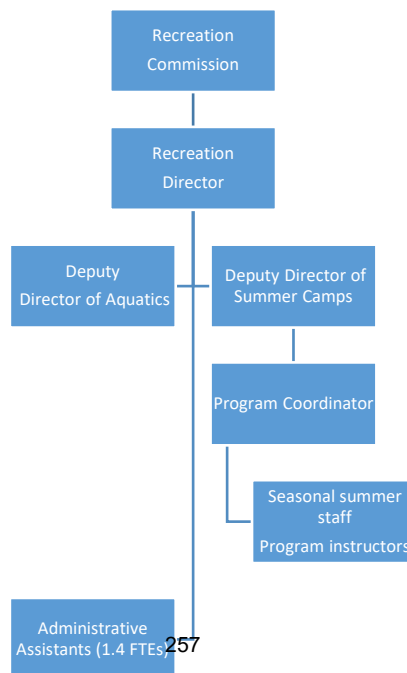 Recreation
Commission
Recreation
Director
Deputy
Director of Aquatics
Deputy Director of
Summer Camps
Program Coordinator
Seasonal summer
staff
Program instructors
Administrative
Assistants (1.4 FTEs)
257